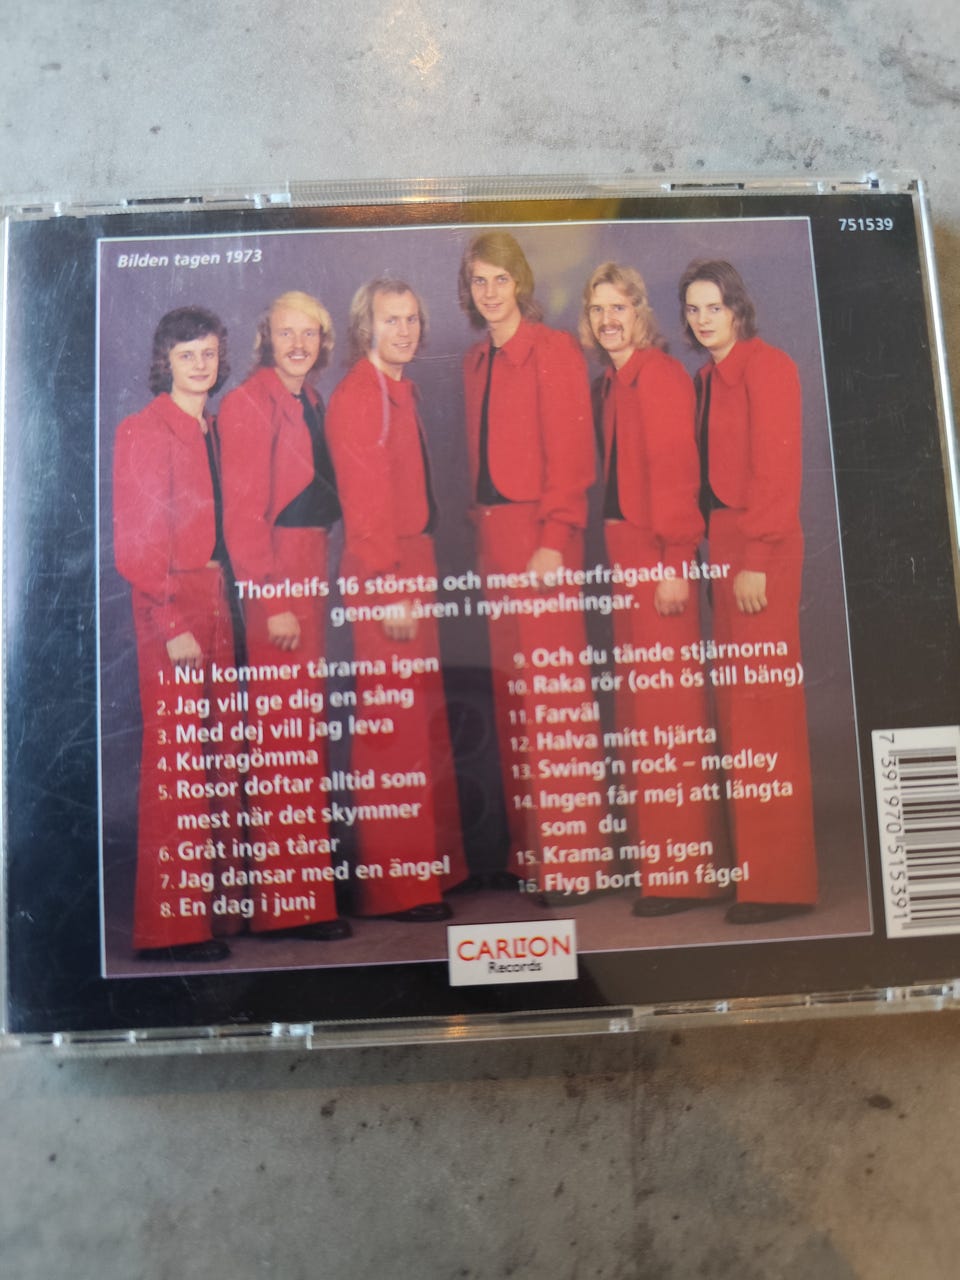 751539
Bilden tagen 1973
Thorleifs 16 största och mest efterfrågade låtar
genom åren i nyinspelningar.
1. Nu kommer tårarna igen
2. Jag vill ge dig en sång
3. Med dej vill jag leva
4. Kurragömma
5. Rosor doftar alltid som
mest när det skymmer
6. Gråt inga tårar
7. Jag dansar med en ängel
8. En dag i juni
9. Och du tände stjärnorna
10. Raka rör (och ös till bäng)
11. Farväl
12. Halva mitt hjärta
13. Swing'n rock – medley
14. Ingen får mej att längta
som du
15. Krama mig igen
16. Flyg bort min fågel
CARLTON
Records
7 391970 515391